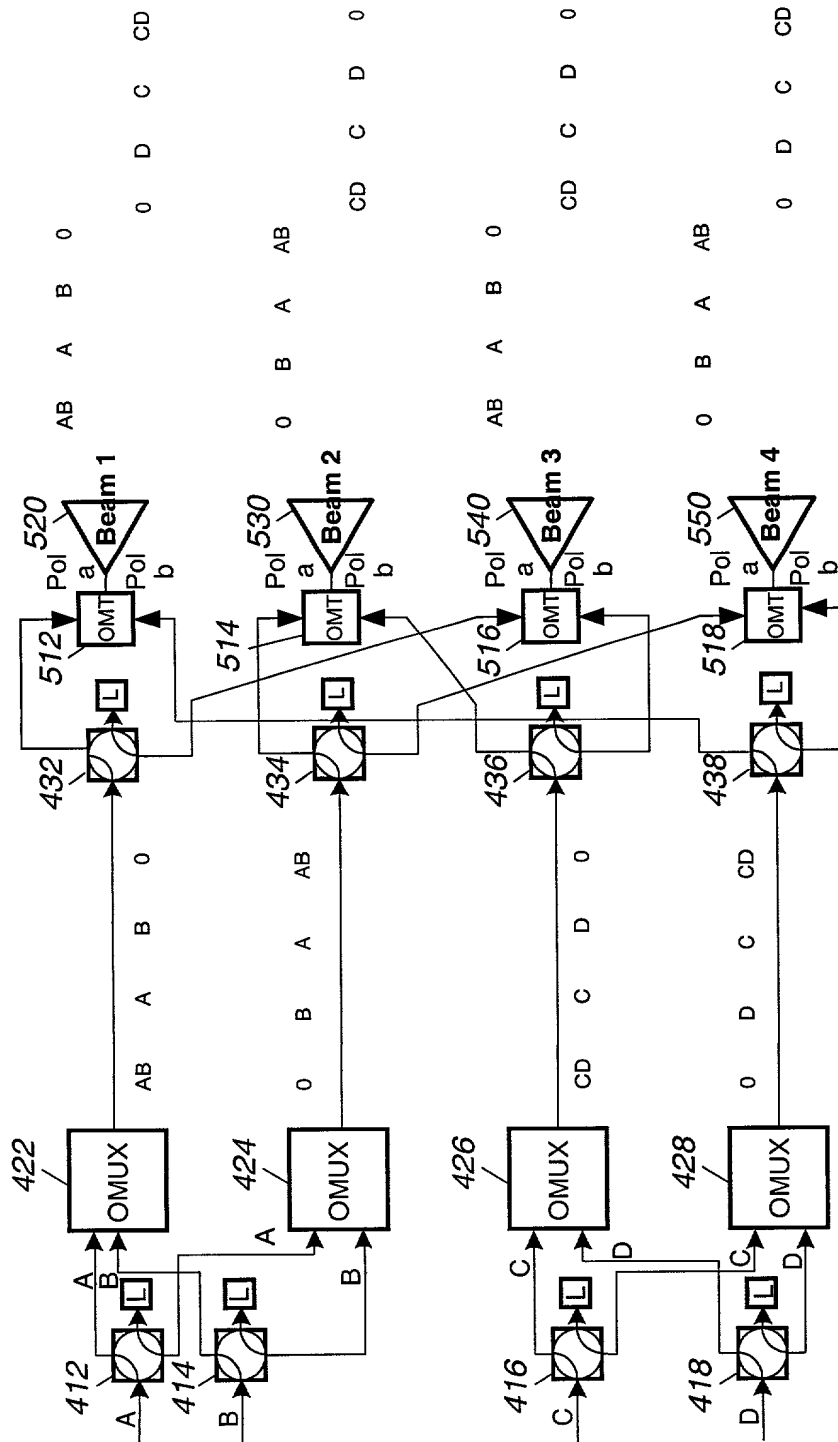 412
A
L
A
B
422
OMUX
AB A B 0
432
L
512
OMT
Pol
a
Pol
b
520
Beam 1
AB A B 0
0 D C CD
414
B
L
A
B
424
OMUX
0 B A AB
434
L
514
OMT
Pol
a
Pol
b
530
Beam 2
0 B A AB
CD C D 0
416
C
L
C
D
426
OMUX
CD C D 0
436
L
516
OMT
Pol
a
Pol
b
540
Beam 3
AB A B 0
CD C D 0
418
D
L
C
D
428
OMUX
0 D C CD
438
L
518
OMT
Pol
a
Pol
b
550
Beam 4
0 B A AB
0 D C CD